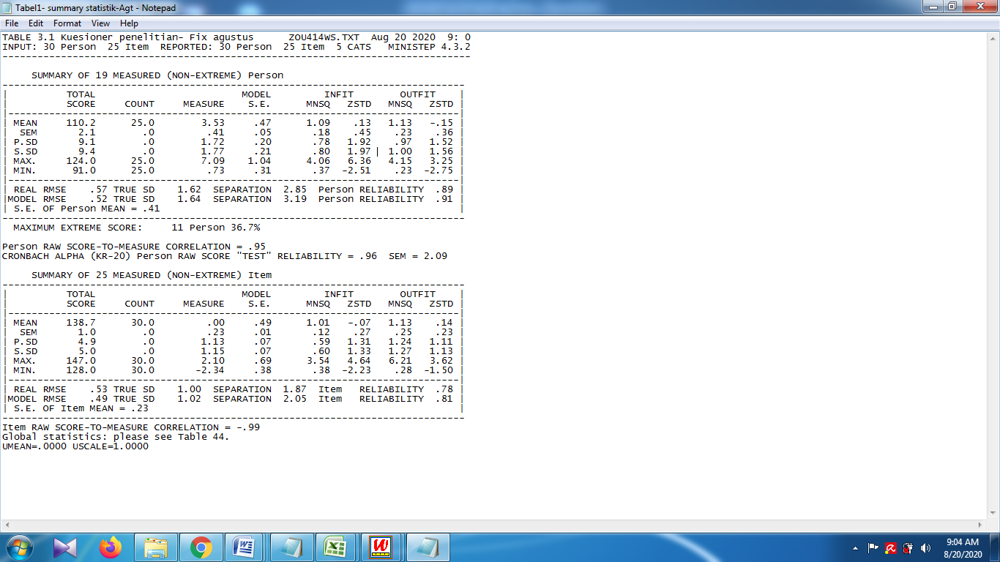 Tabel1- summary statistik-Agt - Notepad
File Edit Format View Help
TABLE 3.1 Kuesioner penelitian- Fix agustus      ZOU414WS.TXT  Aug 20 2020  9: 0
INPUT: 30 Person  25 Item  REPORTED: 30 Person  25 Item  5 CATS   MINISTEP 4.3.2
--------------------------------------------------------------------------------
SUMMARY OF 19 MEASURED (NON-EXTREME) Person
-------------------------------------------------------------------------------
|          TOTAL                         MODEL         INFIT        OUTFIT    |
|          SCORE     COUNT     MEASURE    S.E.      MNSQ   ZSTD   MNSQ   ZSTD |
|-----------------------------------------------------------------------------|
| MEAN     110.2      25.0        3.53     .47      1.09    .13   1.13   -.15 |
|  SEM       2.1        .0         .41     .05       .18    .45    .23    .36 |
| P.SD       9.1        .0        1.72     .20       .78   1.92    .97   1.52 |
| S.SD       9.4        .0        1.77     .21       .80   1.97   1.00   1.56 |
| MAX.     124.0      25.0        7.09    1.04      4.06   6.36   4.15   3.25 |
| MIN.      91.0      25.0         .73     .31       .37  -2.51    .23  -2.75 |
|-----------------------------------------------------------------------------|
| REAL RMSE    .57 TRUE SD    1.62  SEPARATION  2.85  Person RELIABILITY  .89 |
|MODEL RMSE    .52 TRUE SD    1.64  SEPARATION  3.19  Person RELIABILITY  .91 |
| S.E. OF Person MEAN = .41                                                   |
-------------------------------------------------------------------------------
MAXIMUM EXTREME SCORE:     11 Person 36.7%
Person RAW SCORE-TO-MEASURE CORRELATION = .95
CRONBACH ALPHA (KR-20) Person RAW SCORE "TEST" RELIABILITY = .96  SEM = 2.09
SUMMARY OF 25 MEASURED (NON-EXTREME) Item
-------------------------------------------------------------------------------
|          TOTAL                         MODEL         INFIT        OUTFIT    |
|          SCORE     COUNT     MEASURE    S.E.      MNSQ   ZSTD   MNSQ   ZSTD |
|-----------------------------------------------------------------------------|
| MEAN     138.7      30.0         .00     .49      1.01   -.07   1.13    .14 |
|  SEM       1.0        .0         .23     .01       .12    .27    .25    .23 |
| P.SD       4.9        .0        1.13     .07       .59   1.31   1.24   1.11 |
| S.SD       5.0        .0        1.15     .07       .60   1.33   1.27   1.13 |
| MAX.     147.0      30.0        2.10     .69      3.54   4.64   6.21   3.62 |
| MIN.     128.0      30.0       -2.34     .38       .38  -2.23    .28  -1.50 |
|-----------------------------------------------------------------------------|
| REAL RMSE    .53 TRUE SD    1.00  SEPARATION  1.87  Item   RELIABILITY  .78 |
|MODEL RMSE    .49 TRUE SD    1.02  SEPARATION  2.05  Item   RELIABILITY  .81 |
| S.E. OF Item MEAN = .23                                                     |
-------------------------------------------------------------------------------
Item RAW SCORE-TO-MEASURE CORRELATION = -.99
Global statistics: please see Table 44.
UMEAN=.0000 USCALE=1.0000
9:04 AM
8/20/2020